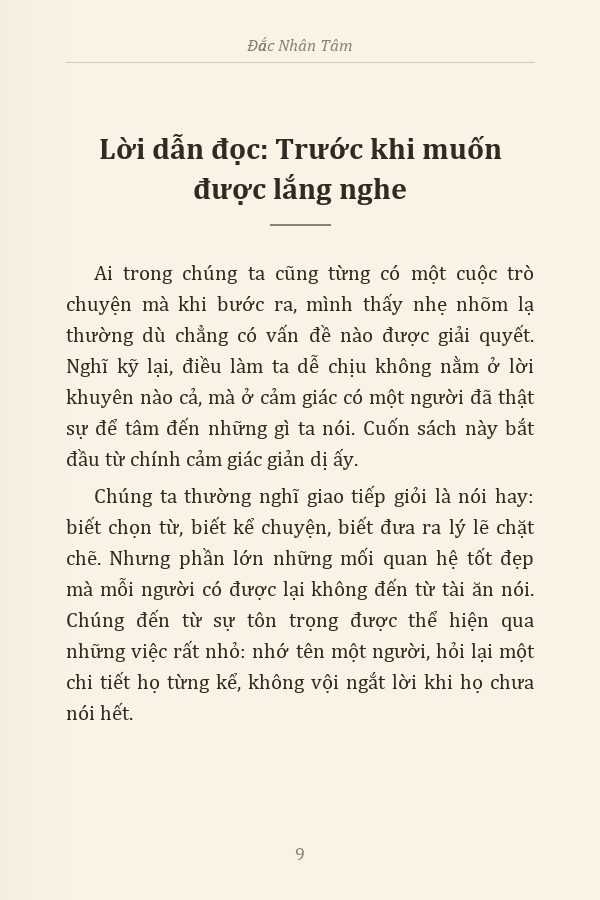 Đắc Nhân Tâm
Lời dẫn đọc: Trước khi muốn
được lắng nghe
Ai trong chúng ta cũng từng có một cuộc trò
chuyện mà khi bước ra, mình thấy nhẹ nhõm lạ
thường dù chẳng có vấn đề nào được giải quyết.
Nghĩ kỹ lại, điều làm ta dễ chịu không nằm ở lời
khuyên nào cả, mà ở cảm giác có một người đã thật
sự để tâm đến những gì ta nói. Cuốn sách này bắt
đầu từ chính cảm giác giản dị ấy.
Chúng ta thường nghĩ giao tiếp giỏi là nói hay:
biết chọn từ, biết kể chuyện, biết đưa ra lý lẽ chặt
chẽ. Nhưng phần lớn những mối quan hệ tốt đẹp
mà mỗi người có được lại không đến từ tài ăn nói.
Chúng đến từ sự tôn trọng được thể hiện qua
những việc rất nhỏ: nhớ tên một người, hỏi lại một
chi tiết họ từng kể, không vội ngắt lời khi họ chưa
nói hết.
9